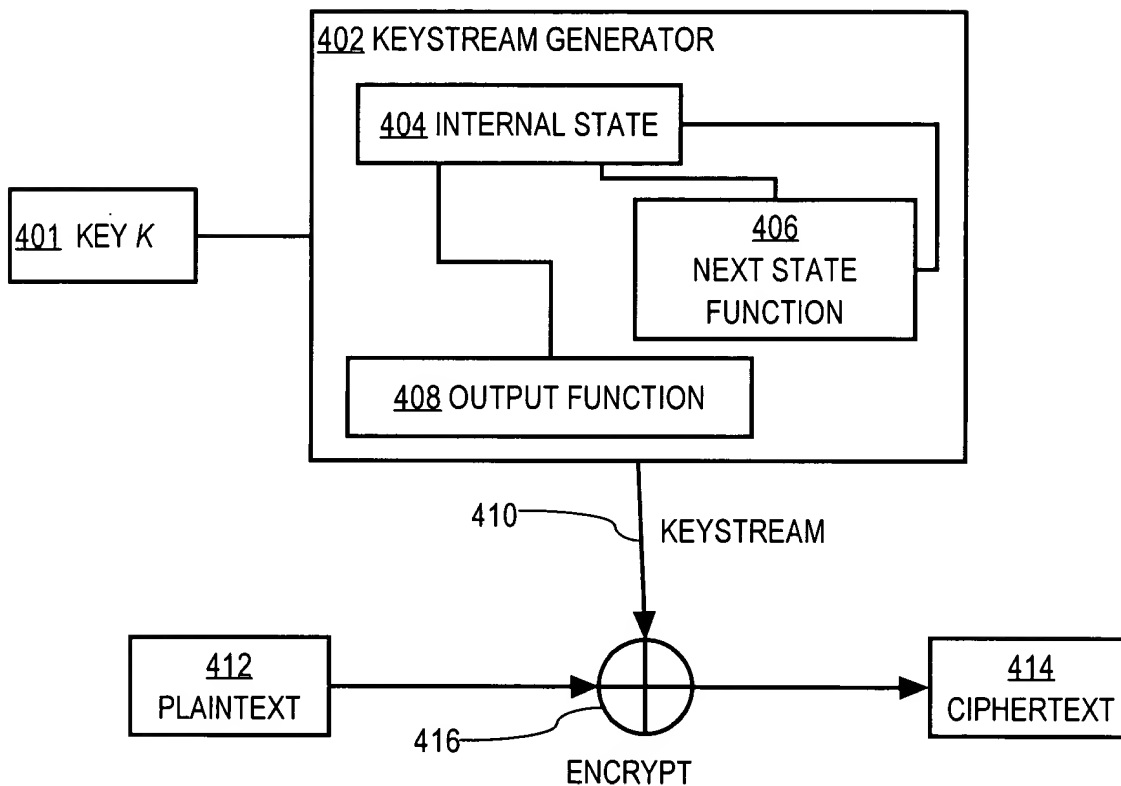 402 KEYSTREAM GENERATOR
404 INTERNAL STATE
401 KEY K
406
NEXT STATE
FUNCTION
408 OUTPUT FUNCTION
410
KEYSTREAM
412
PLAINTEXT
416
ENCRYPT
414
CIPHERTEXT